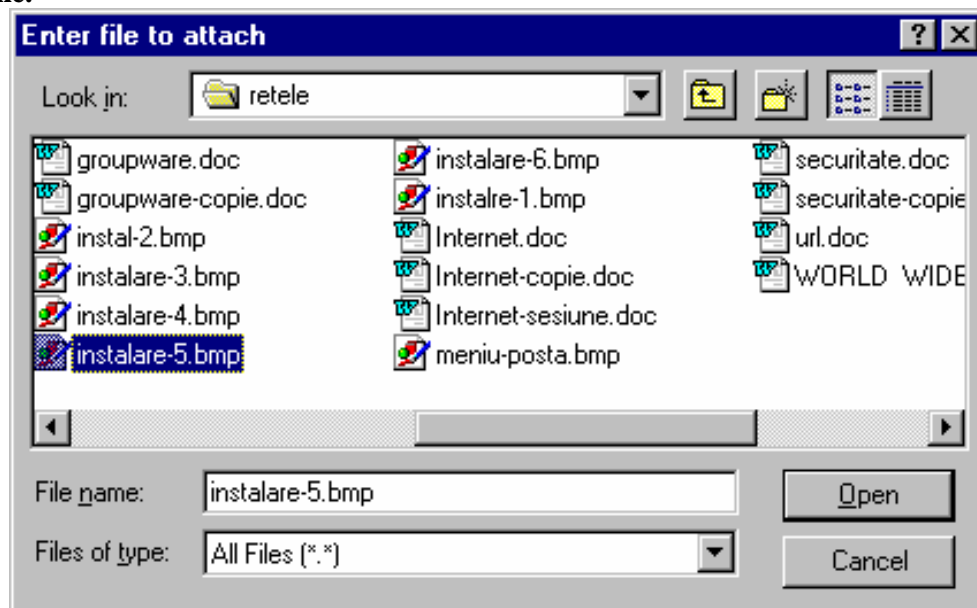 Enter file to attach
Look in: retele
groupware.doc instalare-6.bmp securitate.doc
groupware-copie.doc instalre-1.bmp securitate-copie
instal-2.bmp Internet.doc url.doc
instalare-3.bmp Internet-copie.doc WORLD WIDE
instalare-4.bmp Internet-sesiune.doc
instalare-5.bmp meniu-posta.bmp
File name: instalare-5.bmp Open
Files of type: All Files (*.*) Cancel